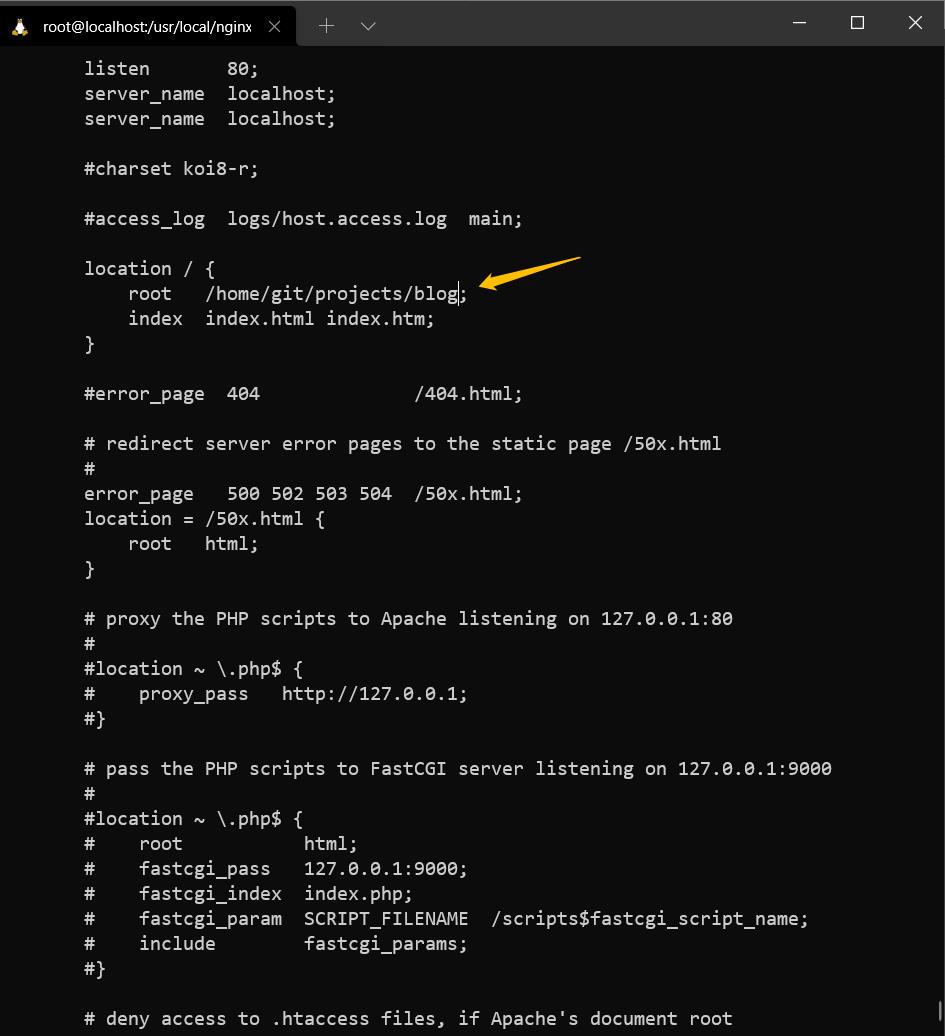 root@localhost:/usr/local/nginx
listen       80;
server_name  localhost;
server_name  localhost;
#charset koi8-r;
#access_log  logs/host.access.log  main;
location / {
    root   /home/git/projects/blog;
    index  index.html index.htm;
}
#error_page  404              /404.html;
# redirect server error pages to the static page /50x.html
#
error_page   500 502 503 504  /50x.html;
location = /50x.html {
    root   html;
}
# proxy the PHP scripts to Apache listening on 127.0.0.1:80
#
#location ~ \.php$ {
#    proxy_pass   http://127.0.0.1;
#}
# pass the PHP scripts to FastCGI server listening on 127.0.0.1:9000
#
#location ~ \.php$ {
#    root           html;
#    fastcgi_pass   127.0.0.1:9000;
#    fastcgi_index  index.php;
#    fastcgi_param  SCRIPT_FILENAME  /scripts$fastcgi_script_name;
#    include        fastcgi_params;
#}
# deny access to .htaccess files, if Apache's document root